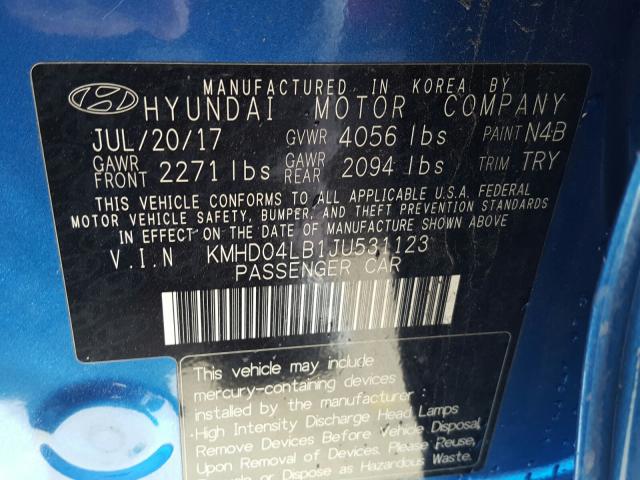 MANUFACTURED IN KOREA BY
HYUNDAI MOTOR COMPANY
JUL/20/17 GVWR 4056 lbs PAINT N4B
GAWR FRONT 2271 lbs GAWR REAR 2094 lbs TRIM TRY
THIS VEHICLE CONFORMS TO ALL APPLICABLE U.S.A. FEDERAL
MOTOR VEHICLE SAFETY, BUMPER, AND THEFT PREVENTION STANDARDS
IN EFFECT ON THE DATE OF MANUFACTURE SHOWN ABOVE
V.I.N KMHD04LB1JU531123
PASSENGER CAR
This vehicle may include
mercury-containing devices
installed by the manufacturer :
· High Intensity Discharge Head Lamps
Remove Devices Before Vehicle Disposal,
Upon Removal of Devices, Please Reuse,
or Dispose as Hazardous Waste.